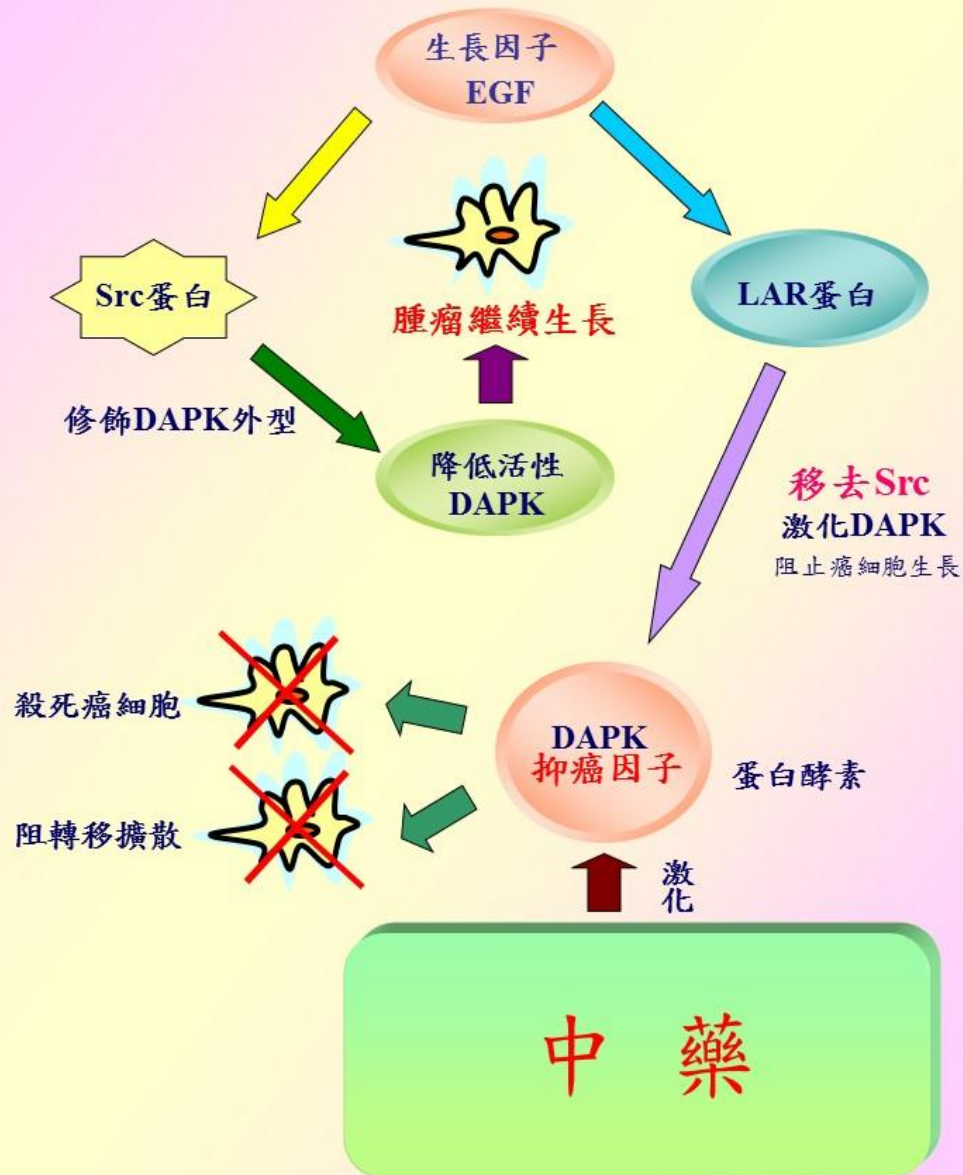 生長因子
EGF
Src蛋白
腫瘤繼續生長
LAR蛋白
修飾DAPK外型
降低活性
DAPK
移去Src
激化DAPK
阻止癌細胞生長
殺死癌細胞
DAPK
抑癌因子
蛋白酵素
阻轉移擴散
激
化
中 藥